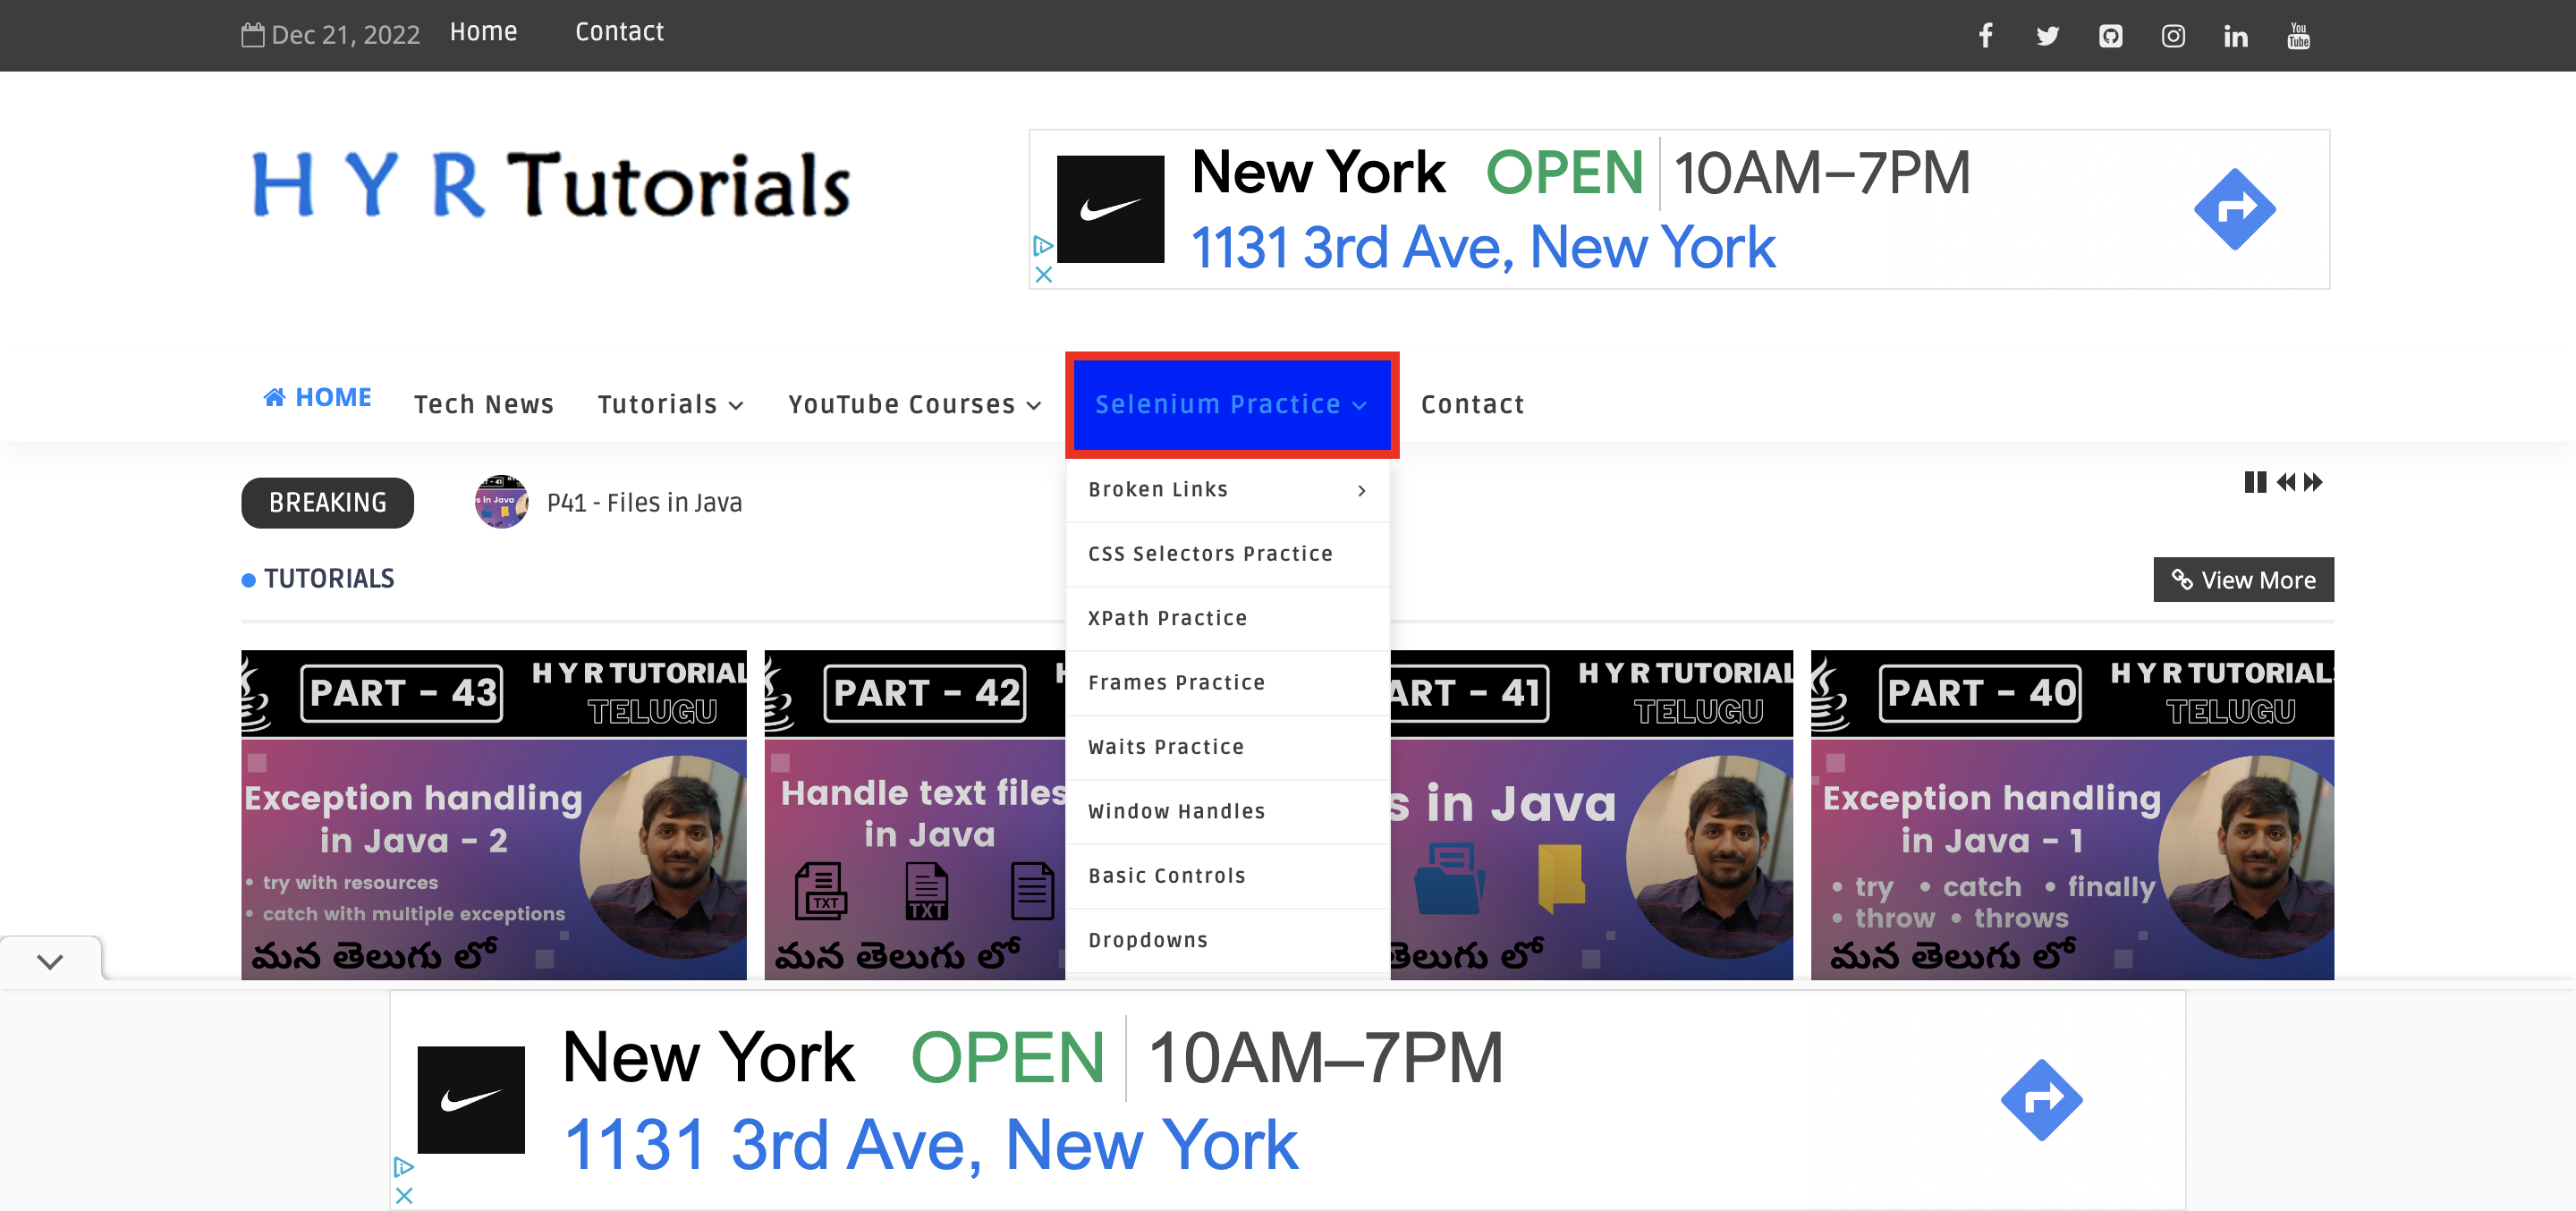 Dec 21, 2022 Home Contact
You
Tube
H Y R Tutorials
New York OPEN 10AM–7PM
1131 3rd Ave, New York
HOME Tech News Tutorials YouTube Courses Selenium Practice Contact
Broken Links
CSS Selectors Practice
XPath Practice
Frames Practice
Waits Practice
Window Handles
Basic Controls
Dropdowns
BREAKING P41 - Files in Java
TUTORIALS View More
PART - 43 H Y R TUTORIAL
TELUGU
Exception handling
in Java - 2
• try with resources
• catch with multiple exceptions
మన తెలుగు లో
PART - 42
Handle text files
in Java
TXT TXT
మన తెలుగు లో
ART - 41 H Y R TUTORIAL
TELUGU
s in Java
తెలుగు లో
PART - 40 H Y R TUTORIAL
TELUGU
Exception handling
in Java - 1
• try • catch • finally
• throw • throws
మన తెలుగు లో
New York OPEN 10AM–7PM
1131 3rd Ave, New York